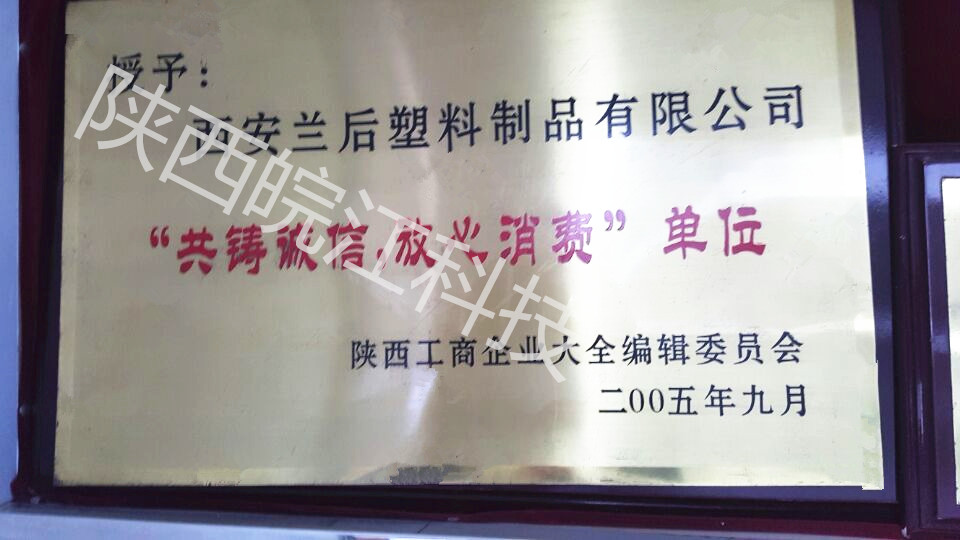 授予：
西安兰后塑料制品有限公司
“共铸诚信,放心消费”单位
陕西工商企业大全编辑委员会
二00五年九月
陕西皖江科技